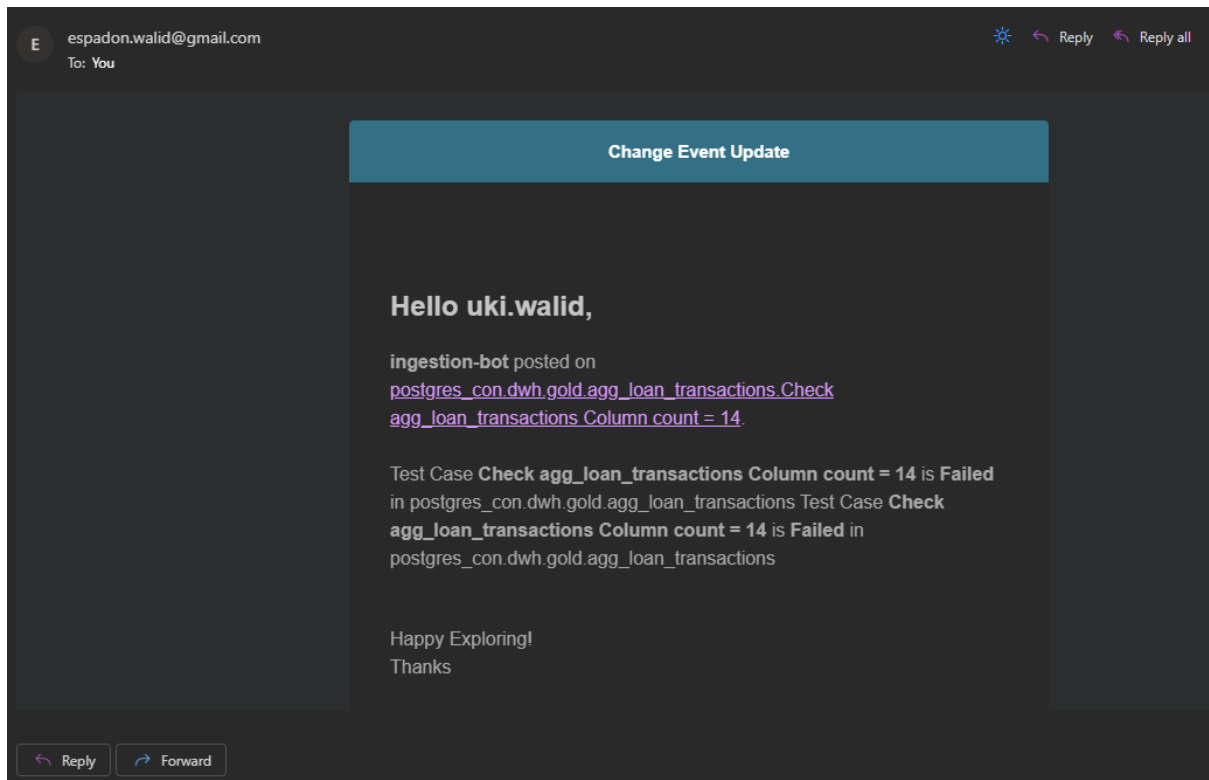 E
espadon.walid@gmail.com
To: You
Reply
Reply all
Change Event Update
Hello uki.walid,
ingestion-bot posted on
postgres_con.dwh.gold.agg_loan_transactions.Check
agg_loan_transactions Column count = 14.
Test Case Check agg_loan_transactions Column count = 14 is Failed
in postgres_con.dwh.gold.agg_loan_transactions Test Case Check
agg_loan_transactions Column count = 14 is Failed in
postgres_con.dwh.gold.agg_loan_transactions
Happy Exploring!
Thanks
Reply
Forward